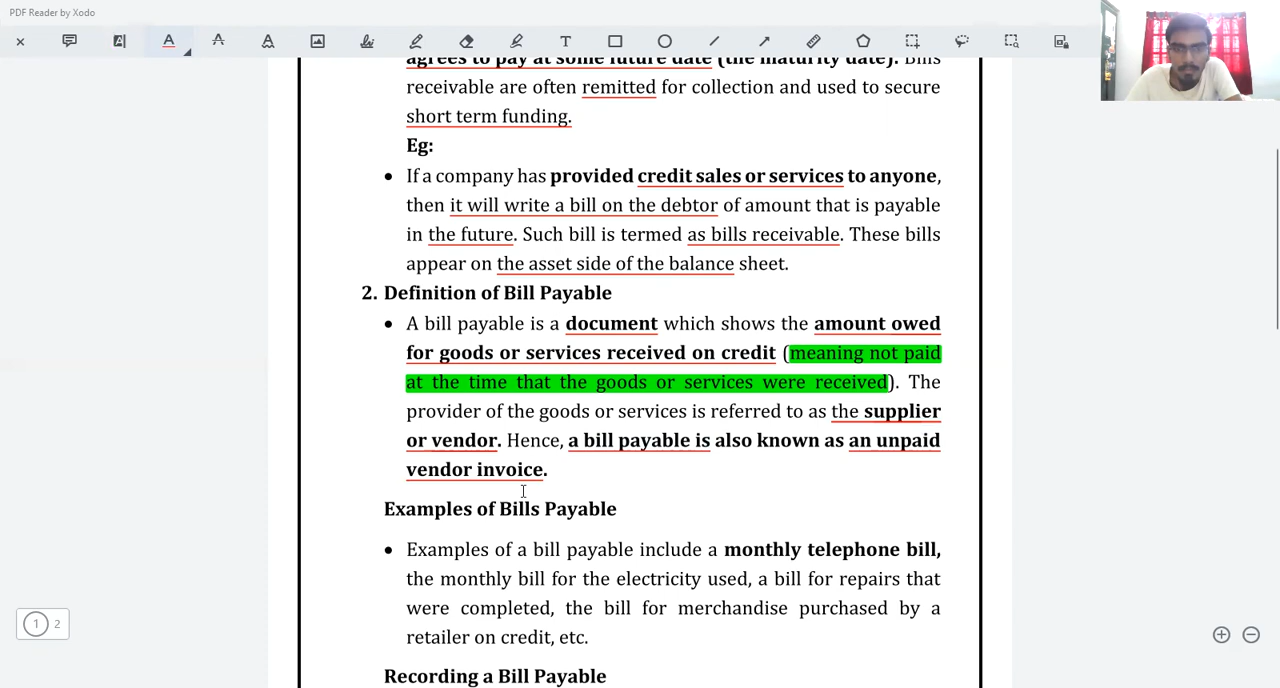 PDF Reader by Xodo
agrees to pay at some future date (the maturity date). Bills
receivable are often remitted for collection and used to secure
short term funding.
Eg:
• If a company has provided credit sales or services to anyone,
then it will write a bill on the debtor of amount that is payable
in the future. Such bill is termed as bills receivable. These bills
appear on the asset side of the balance sheet.
2. Definition of Bill Payable
• A bill payable is a document which shows the amount owed
for goods or services received on credit (meaning not paid
at the time that the goods or services were received). The
provider of the goods or services is referred to as the supplier
or vendor. Hence, a bill payable is also known as an unpaid
vendor invoice.
Examples of Bills Payable
• Examples of a bill payable include a monthly telephone bill,
the monthly bill for the electricity used, a bill for repairs that
were completed, the bill for merchandise purchased by a
retailer on credit, etc.
Recording a Bill Payable
1 2